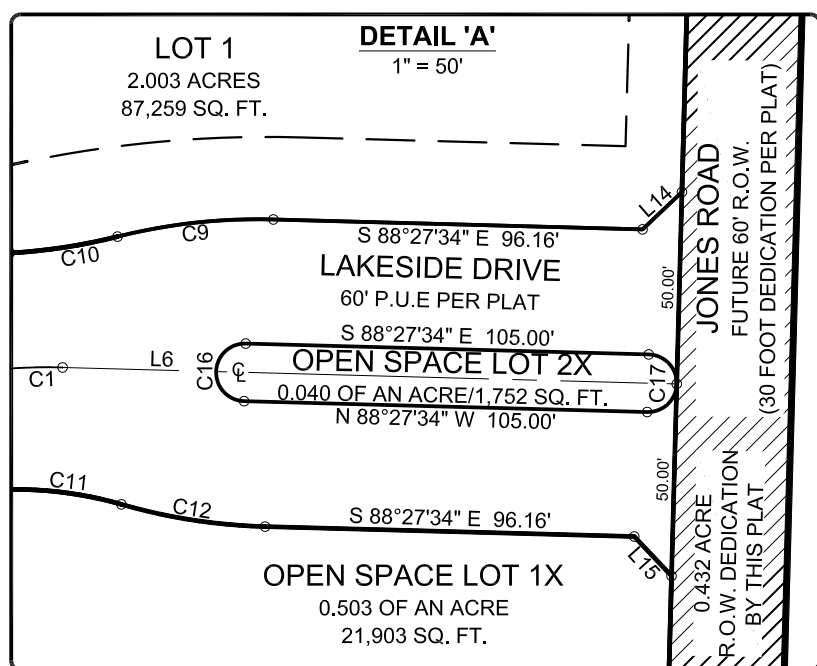 DETAIL 'A'
1" = 50'
LOT 1
2.003 ACRES
87,259 SQ. FT.
L14
C9
C10
S 88°27'34" E 96.16'
LAKESIDE DRIVE
60' P.U.E PER PLAT
50.00'
JONES ROAD
FUTURE 60' R.O.W.
(30 FOOT DEDICATION PER PLAT)
S 88°27'34" E 105.00'
C1
L6
C16
℄
OPEN SPACE LOT 2X
C17
0.040 OF AN ACRE/1,752 SQ. FT.
N 88°27'34" W 105.00'
50.00'
C11
C12
S 88°27'34" E 96.16'
L15
OPEN SPACE LOT 1X
0.503 OF AN ACRE
21,903 SQ. FT.
0.432 ACRE
R.O.W. DEDICATION
BY THIS PLAT